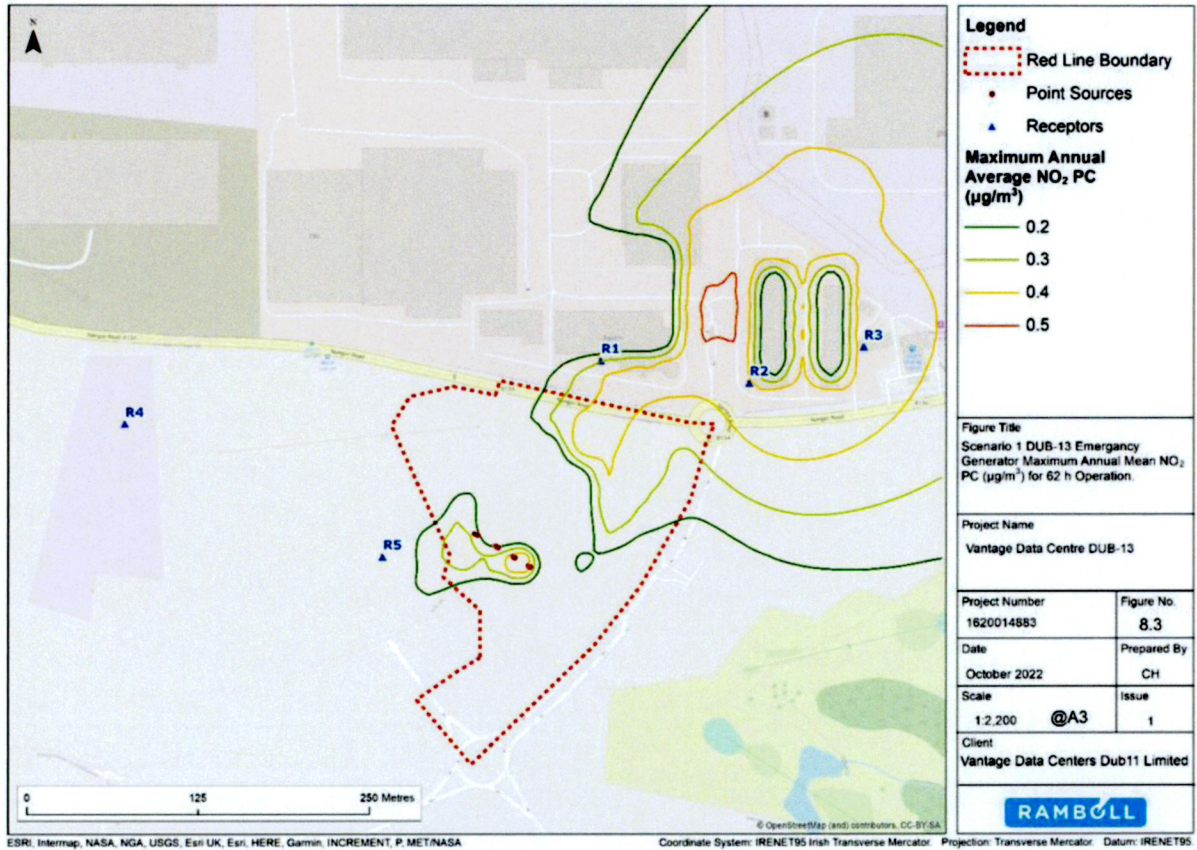 N
R1
R2
R3
R4
R5
0
125
250 Metres
© OpenStreetMap (and) contributors, CC-BY-SA
Legend
Red Line Boundary
Point Sources
Receptors
Maximum Annual
Average NO₂ PC
(µg/m³)
0.2
0.3
0.4
0.5
Figure Title
Scenario 1 DUB-13 Emergancy
Generator Maximum Annual Mean NO₂
PC (µg/m³) for 62 h Operation.
Project Name
Vantage Data Centre DUB-13
Project Number
1620014883
Figure No.
8.3
Date
October 2022
Prepared By
CH
Scale
1:2,200 @A3
Issue
1
Client
Vantage Data Centers Dub11 Limited
RAMBOLL
ESRI, Intermap, NASA, NGA, USGS, Esri UK, Esri, HERE, Garmin, INCREMENT, P, MET/NASA
Coordinate System: IRENET95 Irish Transverse Mercator. Projection: Transverse Mercator. Datum: IRENET95